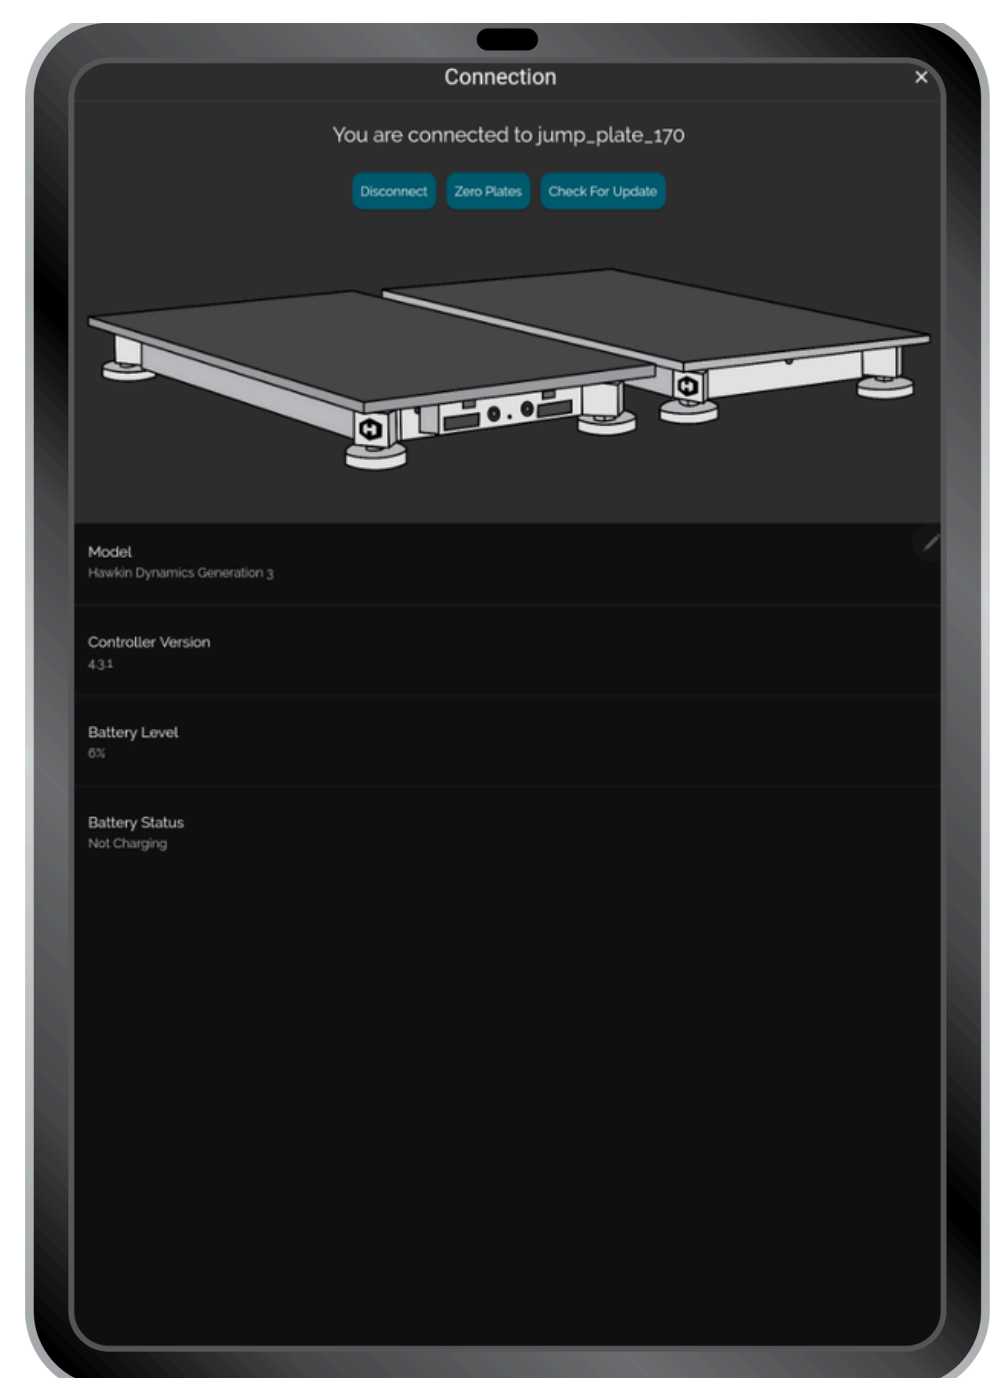 Connection
You are connected to jump_plate_170
Disconnect
Zero Plates
Check For Update
Model
Hawkin Dynamics Generation 3
Controller Version
4.3.1
Battery Level
6%
Battery Status
Not Charging